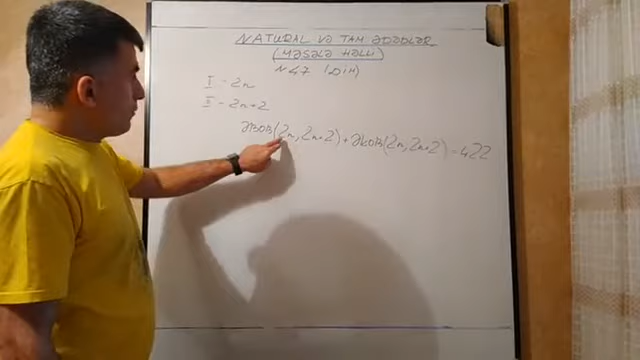 NATURAL VƏ TAM ƏDƏDLƏR
(MƏSƏLƏ HƏLLİ)
№47 (DİM)
I - 2n
II - 2n+2
ƏBOB(2n, 2n+2) + ƏKOB(2n, 2n+2) = 422